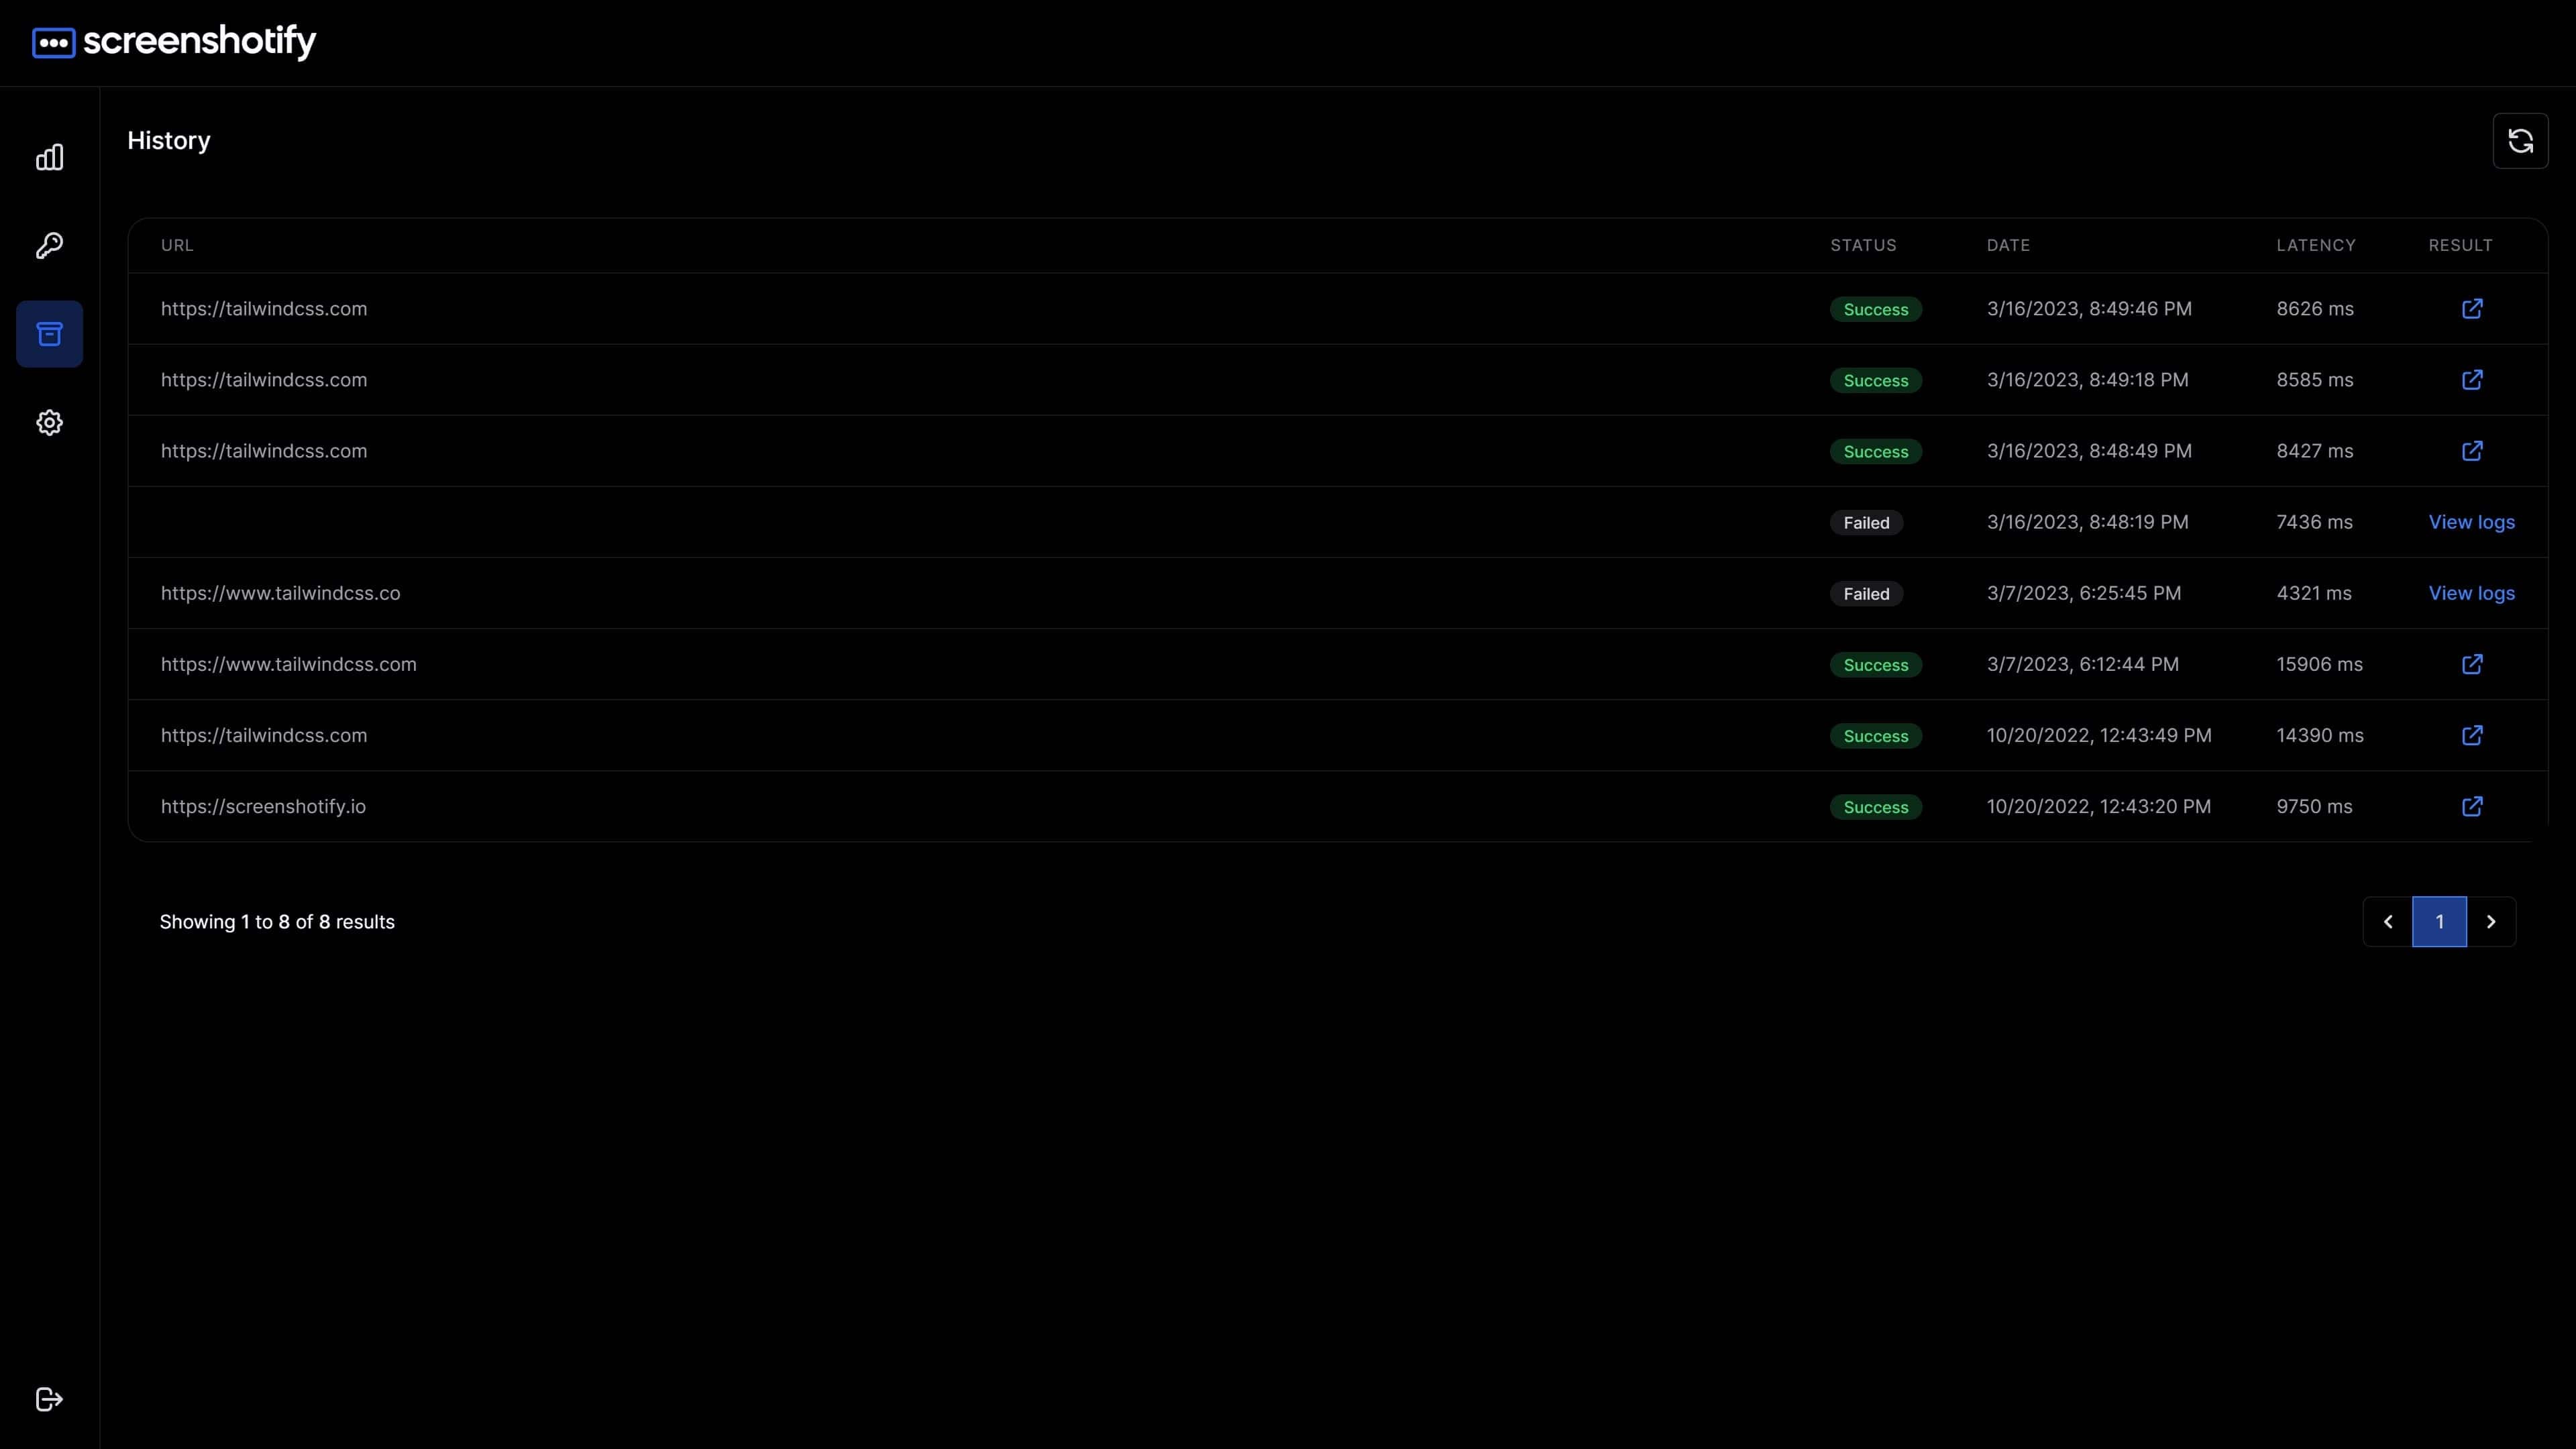 screenshotify
History
URL STATUS DATE LATENCY RESULT
https://tailwindcss.com Success 3/16/2023, 8:49:46 PM 8626 ms
https://tailwindcss.com Success 3/16/2023, 8:49:18 PM 8585 ms
https://tailwindcss.com Success 3/16/2023, 8:48:49 PM 8427 ms
Failed 3/16/2023, 8:48:19 PM 7436 ms View logs
https://www.tailwindcss.co Failed 3/7/2023, 6:25:45 PM 4321 ms View logs
https://www.tailwindcss.com Success 3/7/2023, 6:12:44 PM 15906 ms
https://tailwindcss.com Success 10/20/2022, 12:43:49 PM 14390 ms
https://screenshotify.io Success 10/20/2022, 12:43:20 PM 9750 ms
Showing 1 to 8 of 8 results 1